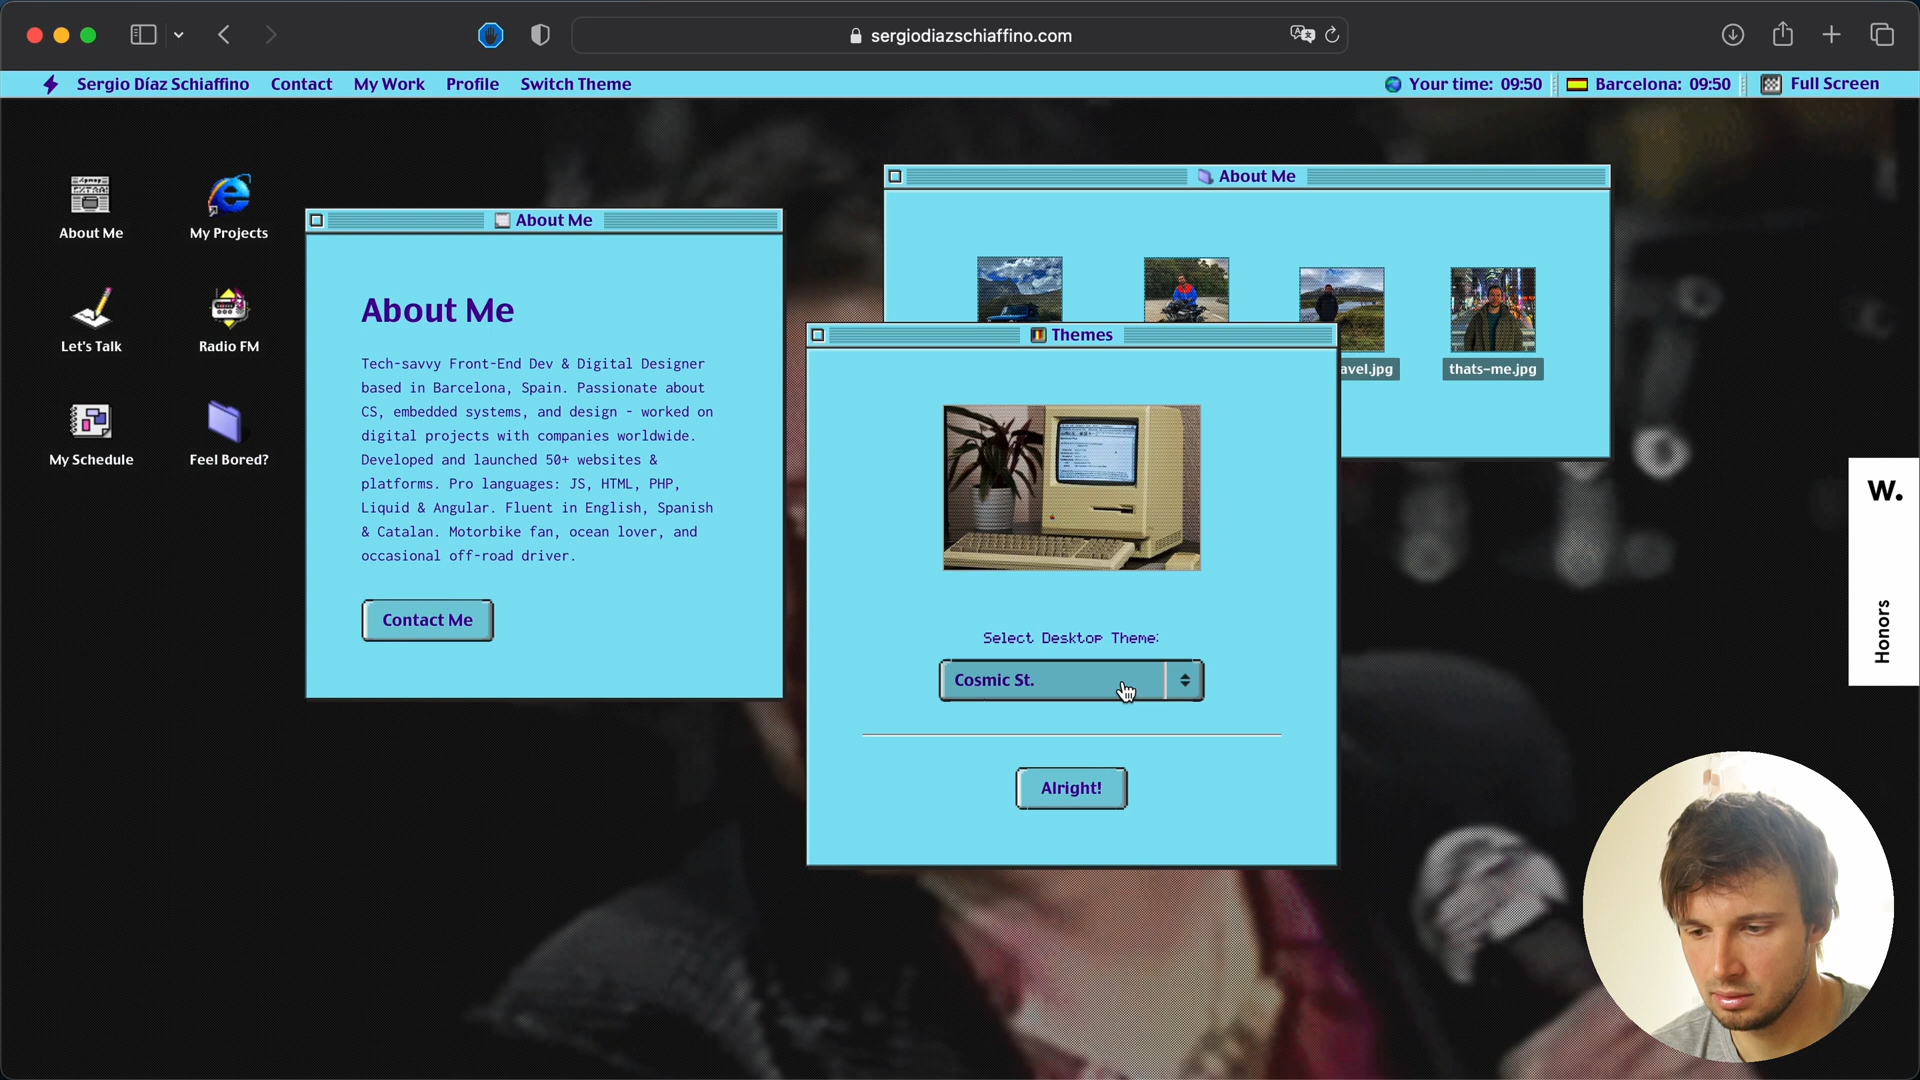 sergiodiazschiaffino.com
Sergio Díaz Schiaffino Contact My Work Profile Switch Theme
Your time: 09:50 Barcelona: 09:50 Full Screen
About Me
My Projects
Let's Talk
Radio FM
My Schedule
Feel Bored?
About Me
About Me
Tech-savvy Front-End Dev & Digital Designer
based in Barcelona, Spain. Passionate about
CS, embedded systems, and design - worked on
digital projects with companies worldwide.
Developed and launched 50+ websites &
platforms. Pro languages: JS, HTML, PHP,
Liquid & Angular. Fluent in English, Spanish
& Catalan. Motorbike fan, ocean lover, and
occasional off-road driver.
Contact Me
About Me
avel.jpg
thats-me.jpg
Themes
Select Desktop Theme:
Cosmic St.
Alright!
W.
Honors